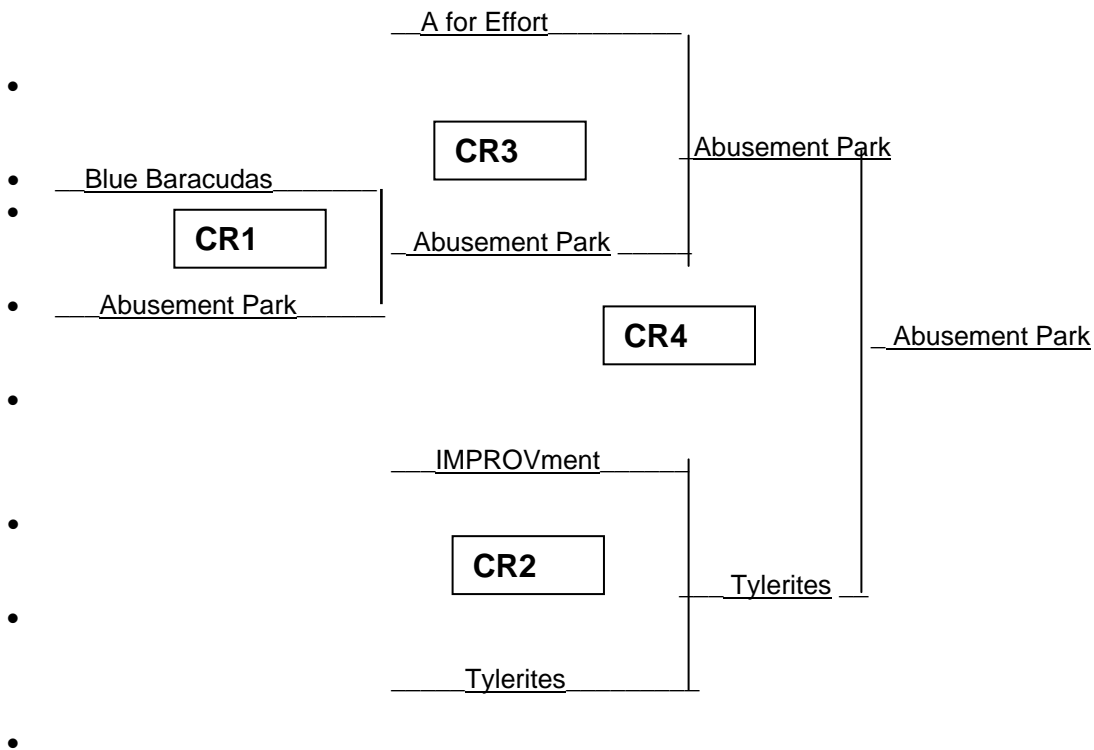 A for Effort
CR3
Abusement Park
Blue Baracudas
CR1
Abusement Park
Abusement Park
CR4
Abusement Park
IMPROVment
CR2
Tylerites
Tylerites